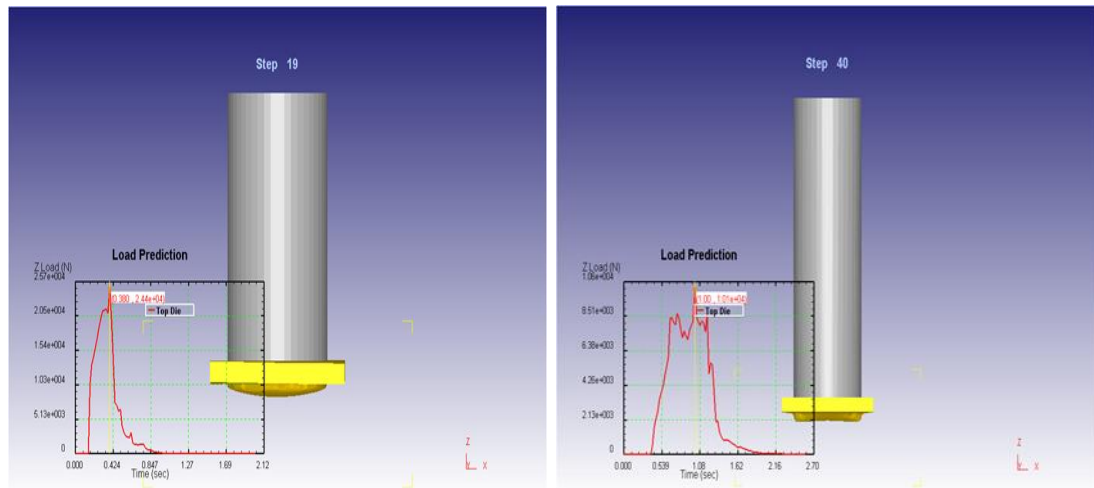 Step 19
Load Prediction
Z Load (N)
2.57e+004
(0.380 , 2.44e+04)
Top Die
2.05e+004
1.54e+004
1.03e+004
6.13e+003
0
0.000 0.424 0.847 1.27 1.69 2.12
Time (sec)
Z
Y X
Step 40
Load Prediction
Z Load (N)
1.06e+004
(1.00 , 1.01e+04)
Top Die
8.51e+003
6.38e+003
4.26e+003
2.13e+003
0
0.000 0.539 1.08 1.62 2.16 2.70
Time (sec)
Z
Y X